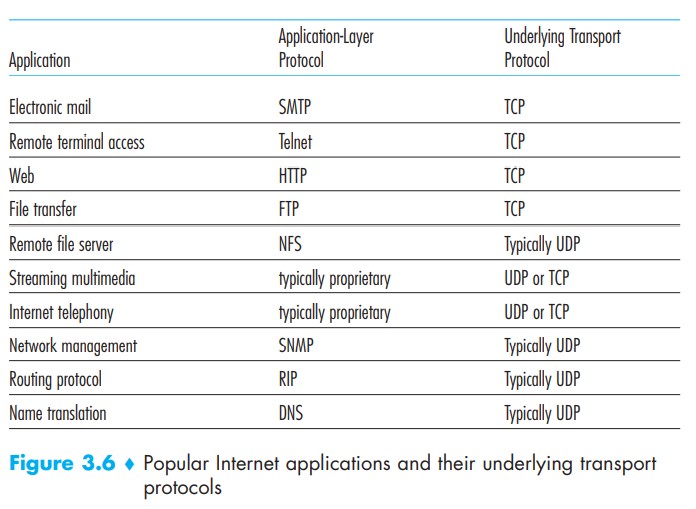 Application Application-Layer Protocol Underlying Transport Protocol
Electronic mail SMTP TCP
Remote terminal access Telnet TCP
Web HTTP TCP
File transfer FTP TCP
Remote file server NFS Typically UDP
Streaming multimedia typically proprietary UDP or TCP
Internet telephony typically proprietary UDP or TCP
Network management SNMP Typically UDP
Routing protocol RIP Typically UDP
Name translation DNS Typically UDP
Figure 3.6 ♦ Popular Internet applications and their underlying transport
protocols